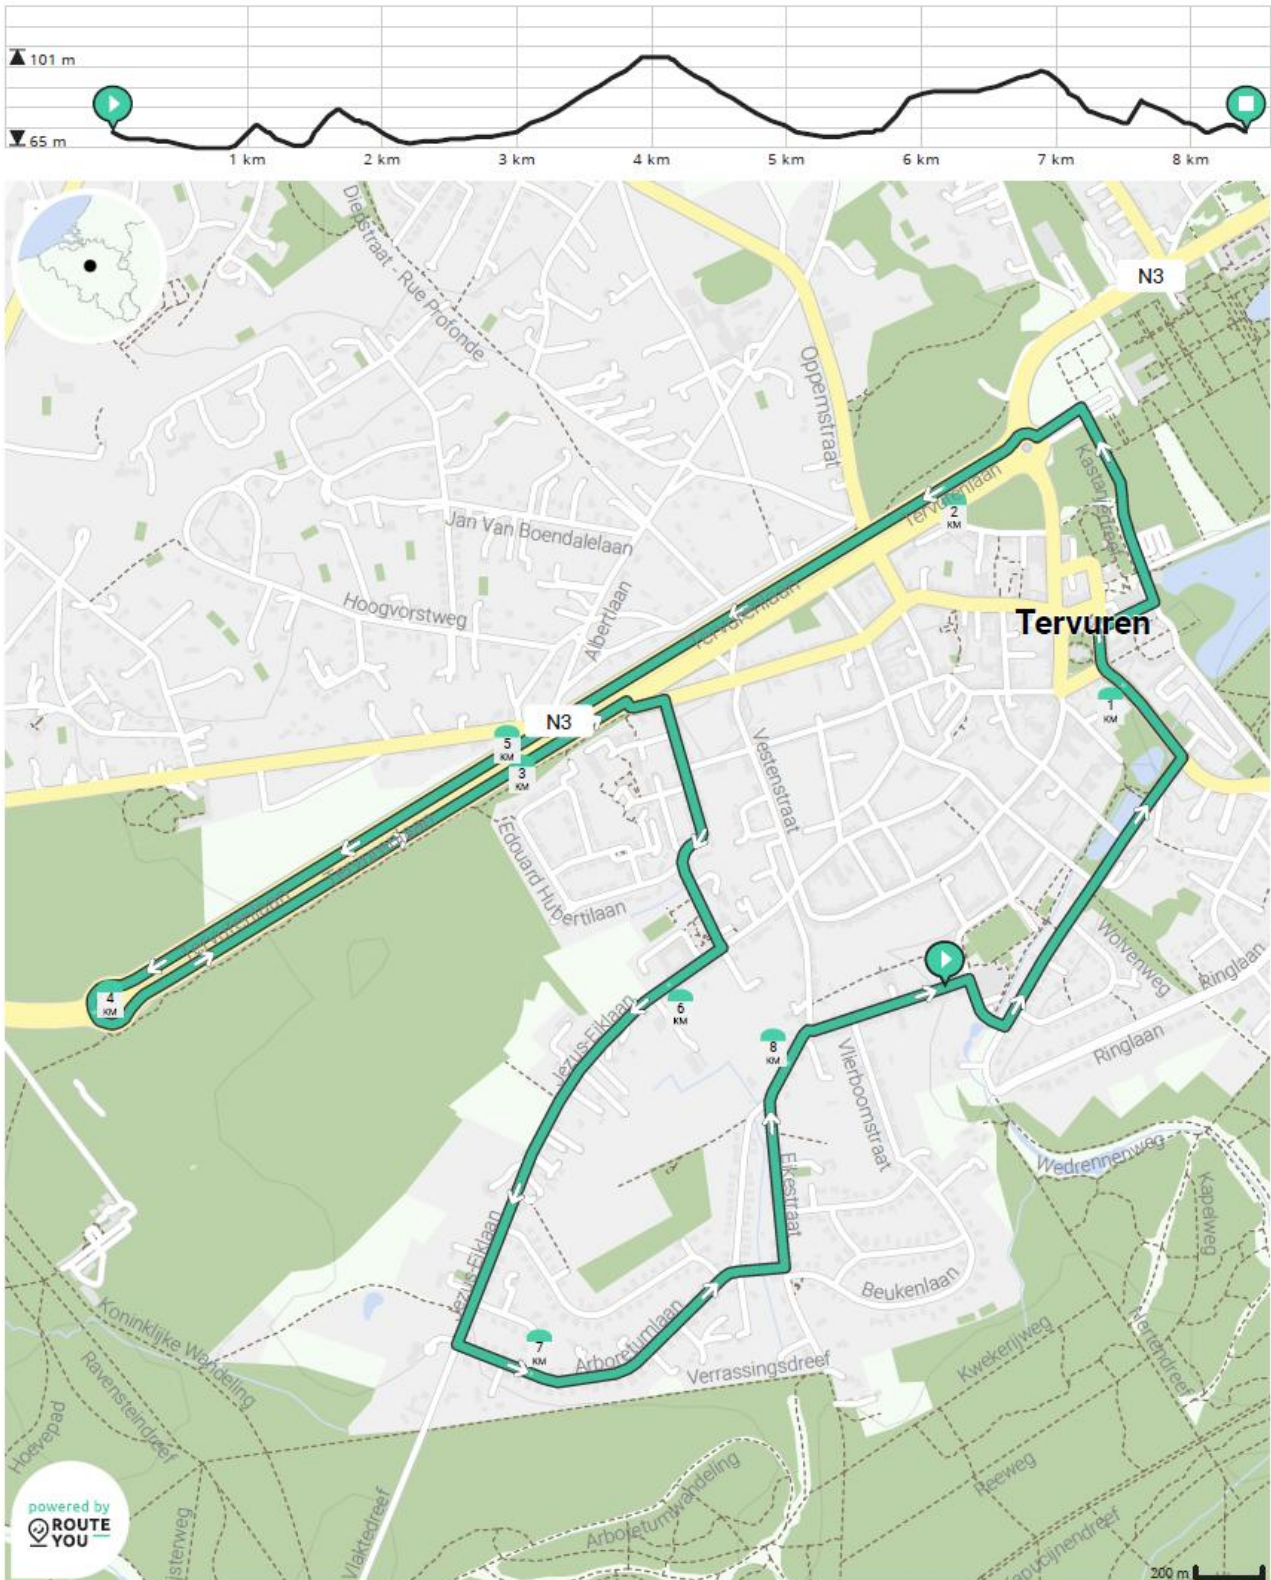 101 m
65 m
1 km
2 km
3 km
4 km
5 km
6 km
7 km
8 km
Diepstraat - Rue Profonde
N3
Oppemstraat
Kastanjedreef
Tervurenlaan
2
KM
Jan Van Boendalelaan
Hoogvorstweg
Albertlaan
Tervurenlaan
Tervuren
1
KM
N3
5
KM
3
KM
Vestenstraat
Edouard Hubertilaan
Wolvenweg
Ringlaan
Ringlaan
4
KM
6
KM
Jezus-Eiklaan
8
KM
Vlierboomstraat
Wedrennenweg
Kapelweg
Eikestraat
Jezus-Eiklaan
Beukenlaan
Koninklijke Wandeling
7
KM
Arboretumlaan
Verrassingsdreef
Kwekerijweg
Mertendreef
Ravensteindreef
Hoevepad
Reeweg
Arboretumwandeling
Vlaktedreef
powered by
ROUTE
YOU
200 m